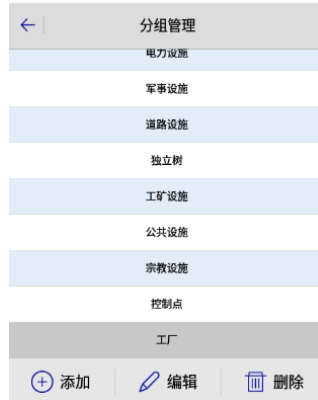 分组管理
电力设施
军事设施
道路设施
独立树
工矿设施
公共设施
宗教设施
控制点
工厂
添加 编辑 删除